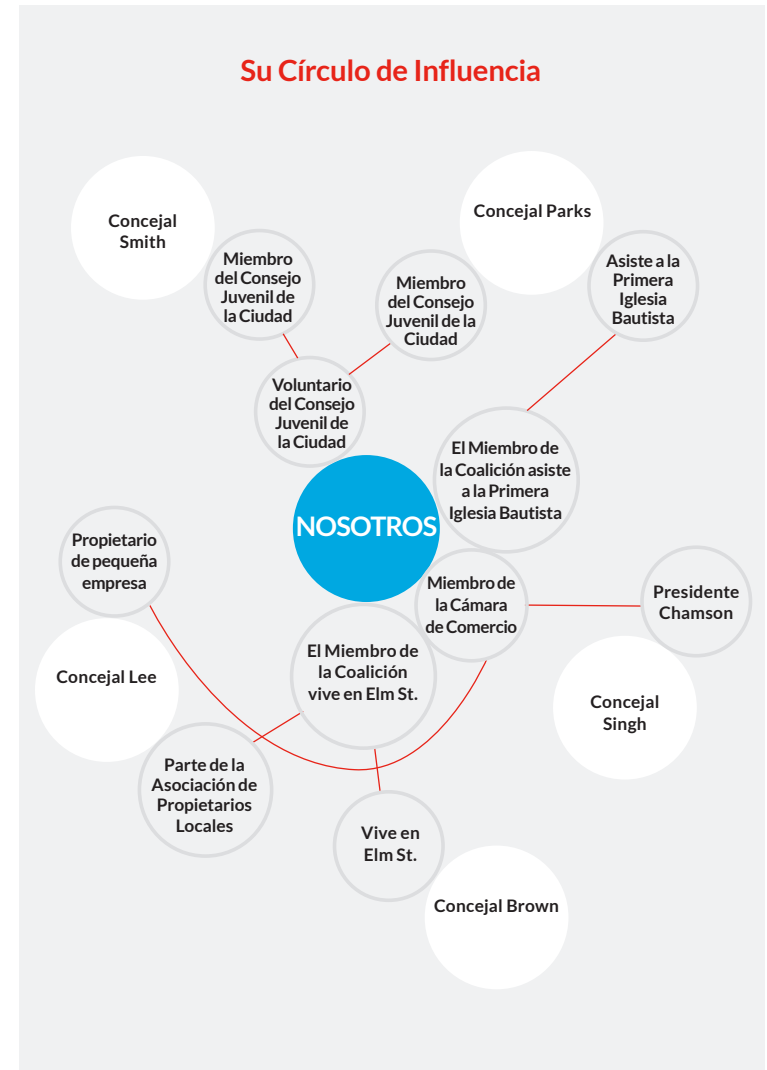 Su Círculo de Influencia
Concejal
Smith
Miembro
del Consejo
Juvenil de
la Ciudad
Concejal Parks
Miembro
del Consejo
Juvenil de la
Ciudad
Asiste a la
Primera
Iglesia
Bautista
Voluntario
del Consejo
Juvenil de
la Ciudad
El Miembro de
la Coalición asiste
a la Primera
Iglesia Bautista
NOSOTROS
Propietario
de pequeña
empresa
Miembro de
la Cámara
de Comercio
Presidente
Chamson
Concejal Lee
El Miembro de
la Coalición
vive en Elm St.
Concejal
Singh
Parte de la
Asociación de
Propietarios
Locales
Vive en
Elm St.
Concejal Brown